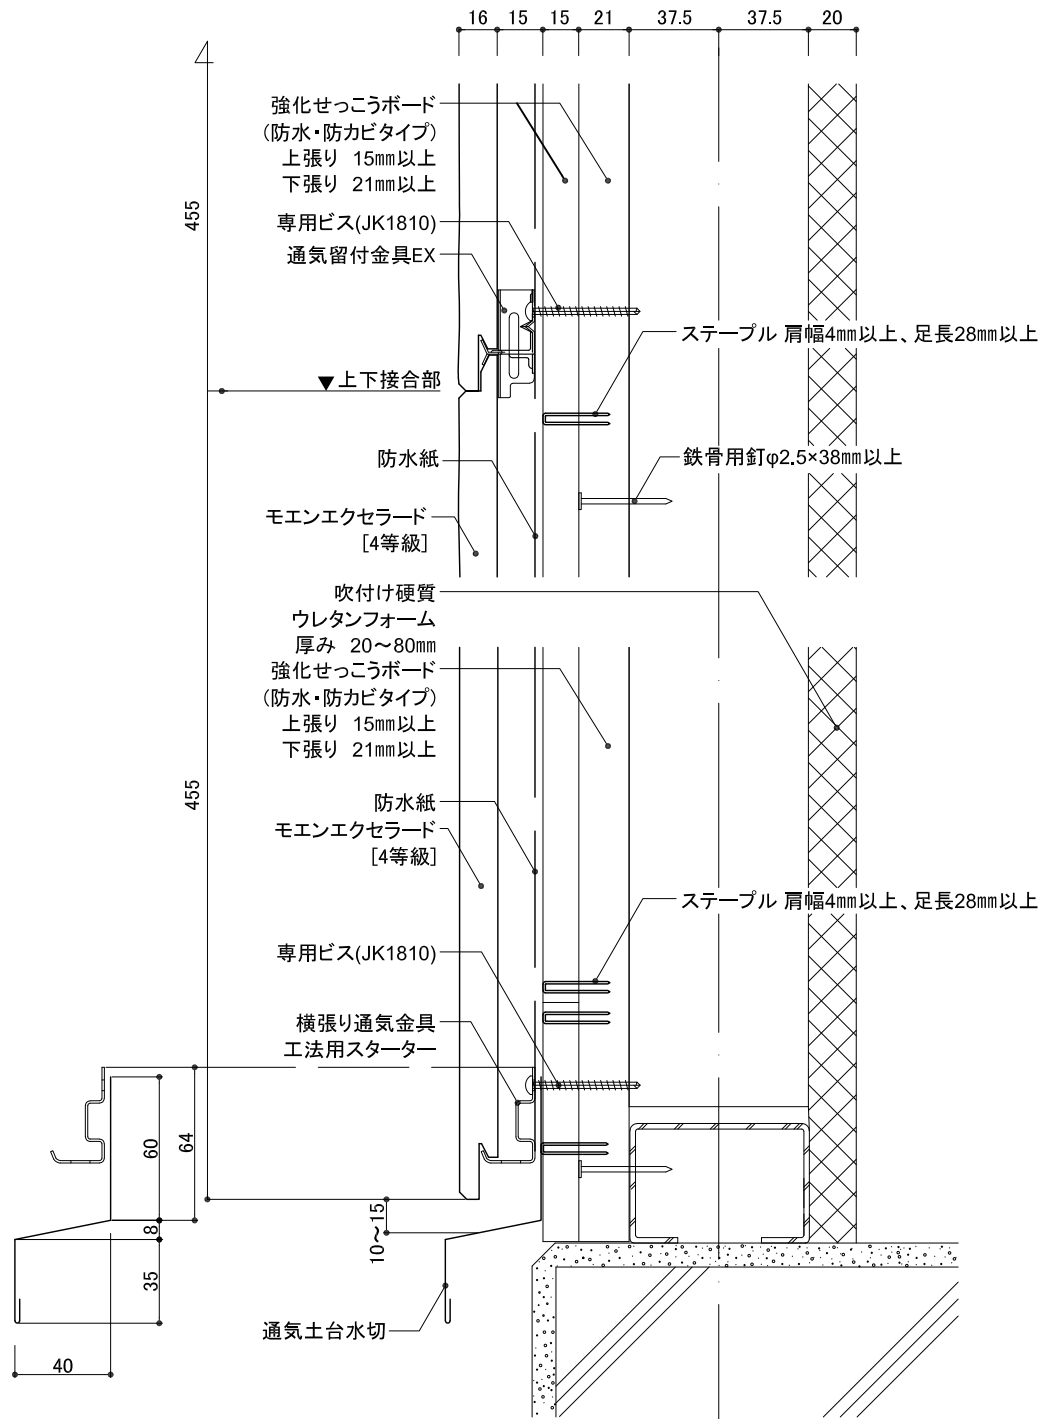 16 15 15 21 37.5 37.5 20
強化せっこうボード
(防水・防カビタイプ)
上張り 15㎜以上
下張り 21㎜以上
455
専用ビス(JK1810)
通気留付金具EX
ステープル 肩幅4㎜以上、足長28㎜以上
▼上下接合部
防水紙
鉄骨用釘φ2.5×38㎜以上
モエンエクセラード
[4等級]
吹付け硬質
ウレタンフォーム
厚み 20~80㎜
強化せっこうボード
(防水・防カビタイプ)
上張り 15㎜以上
下張り 21㎜以上
455
防水紙
モエンエクセラード
[4等級]
ステープル 肩幅4㎜以上、足長28㎜以上
専用ビス(JK1810)
横張り通気金具
工法用スターター
60
64
8
10~15
35
通気土台水切
40